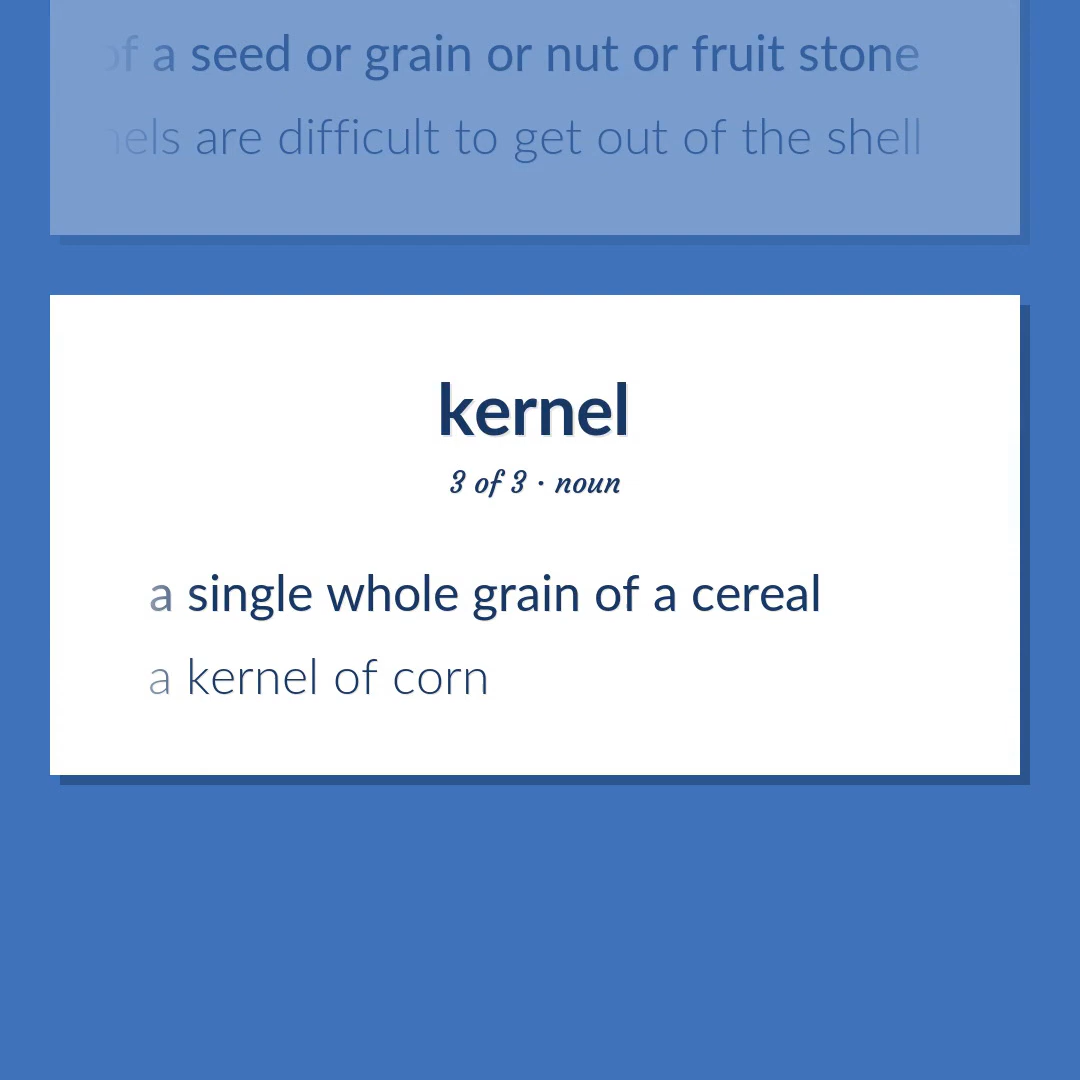 of a seed or grain or nut or fruit stone
are difficult to get out of the shell
kernel
3 of 3 · noun
a single whole grain of a cereal
a kernel of corn